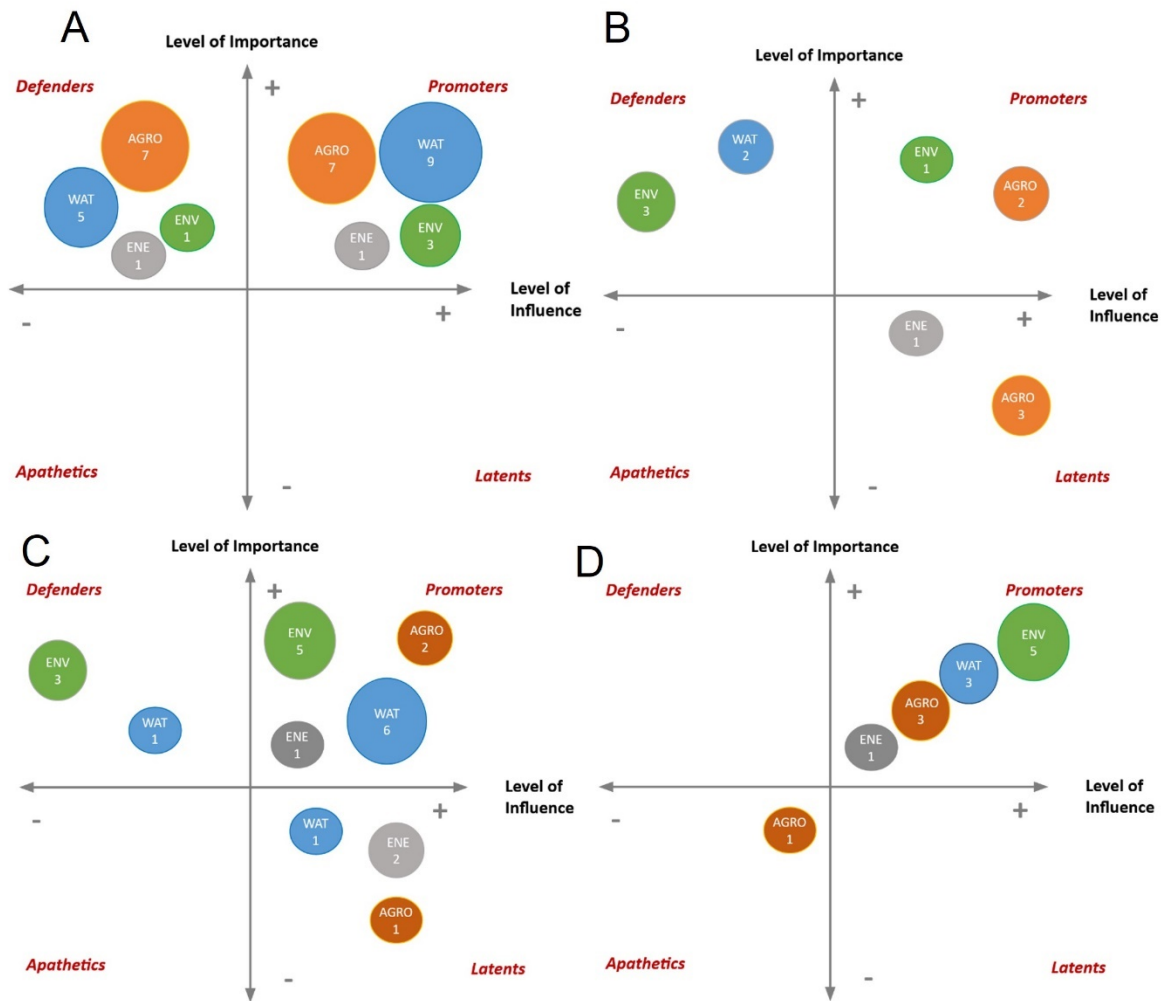 A
Level of Importance
+
Defenders
Promoters
AGRO
7
AGRO
7
WAT
9
WAT
5
ENV
1
ENV
3
ENE
1
ENE
1
Level of
Influence
-
+
Apathetics
-
Latents
B
Level of Importance
+
Defenders
Promoters
WAT
2
ENV
1
ENV
3
AGRO
2
Level of
Influence
-
+
ENE
1
AGRO
3
Apathetics
-
Latents
C
Level of Importance
+
Defenders
Promoters
ENV
5
AGRO
2
ENV
3
WAT
1
WAT
6
ENE
1
Level of
Influence
-
+
WAT
1
ENE
2
AGRO
1
Apathetics
-
Latents
D
Level of Importance
+
Defenders
Promoters
ENV
5
WAT
3
AGRO
3
ENE
1
Level of
Influence
-
+
AGRO
1
Apathetics
-
Latents